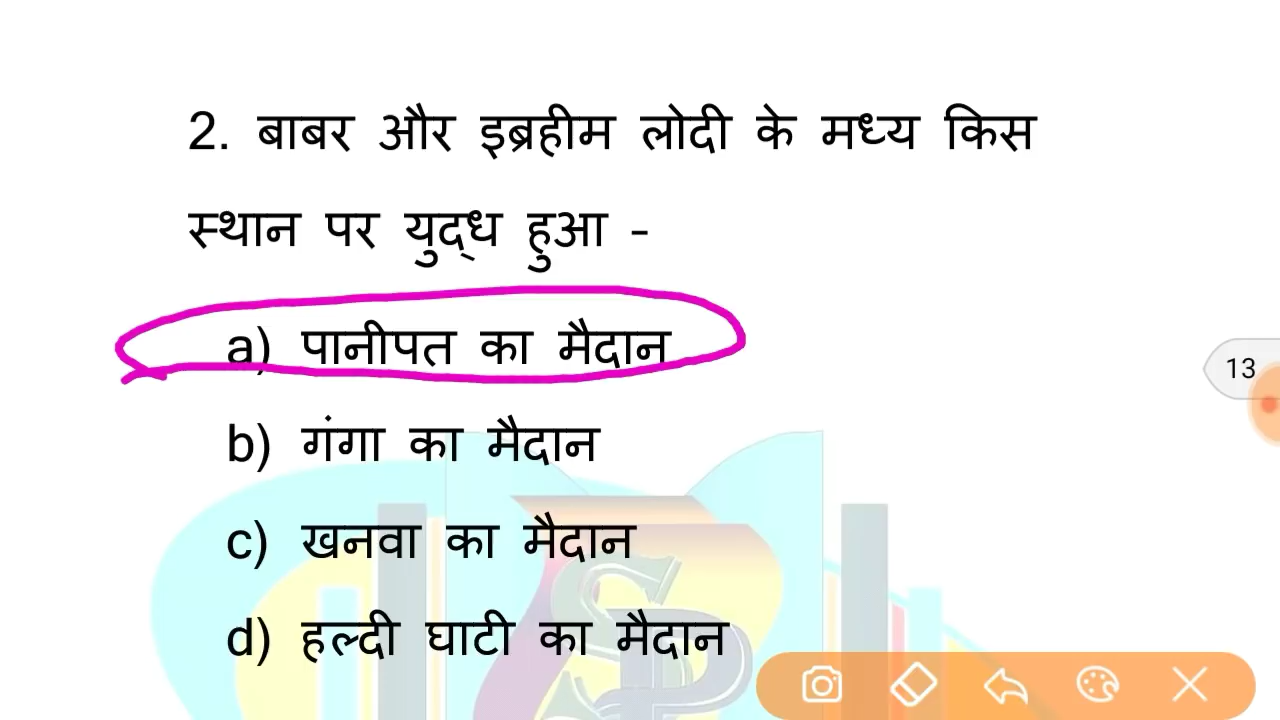 2. बाबर और इब्रहीम लोदी के मध्य किस
स्थान पर युद्ध हुआ -
a) पानीपत का मैदान
b) गंगा का मैदान
c) खनवा का मैदान
d) हल्दी घाटी का मैदान
13